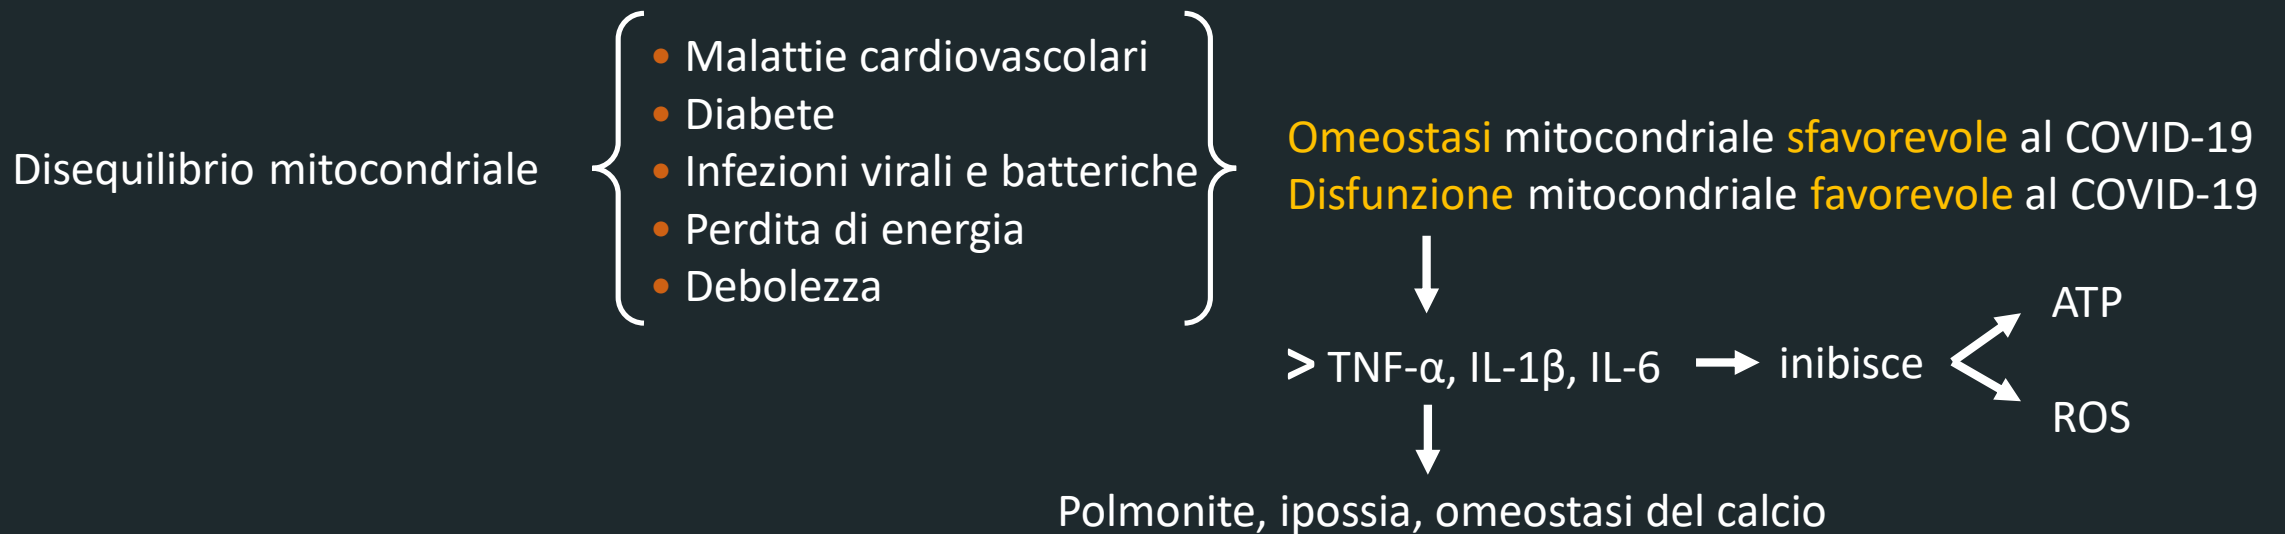 Disequilibrio mitocondriale
• Malattie cardiovascolari
• Diabete
• Infezioni virali e batteriche
• Perdita di energia
• Debolezza
Omeostasi mitocondriale sfavorevole al COVID-19
Disfunzione mitocondriale favorevole al COVID-19
> TNF-α, IL-1β, IL-6
inibisce
ATP
ROS
Polmonite, ipossia, omeostasi del calcio